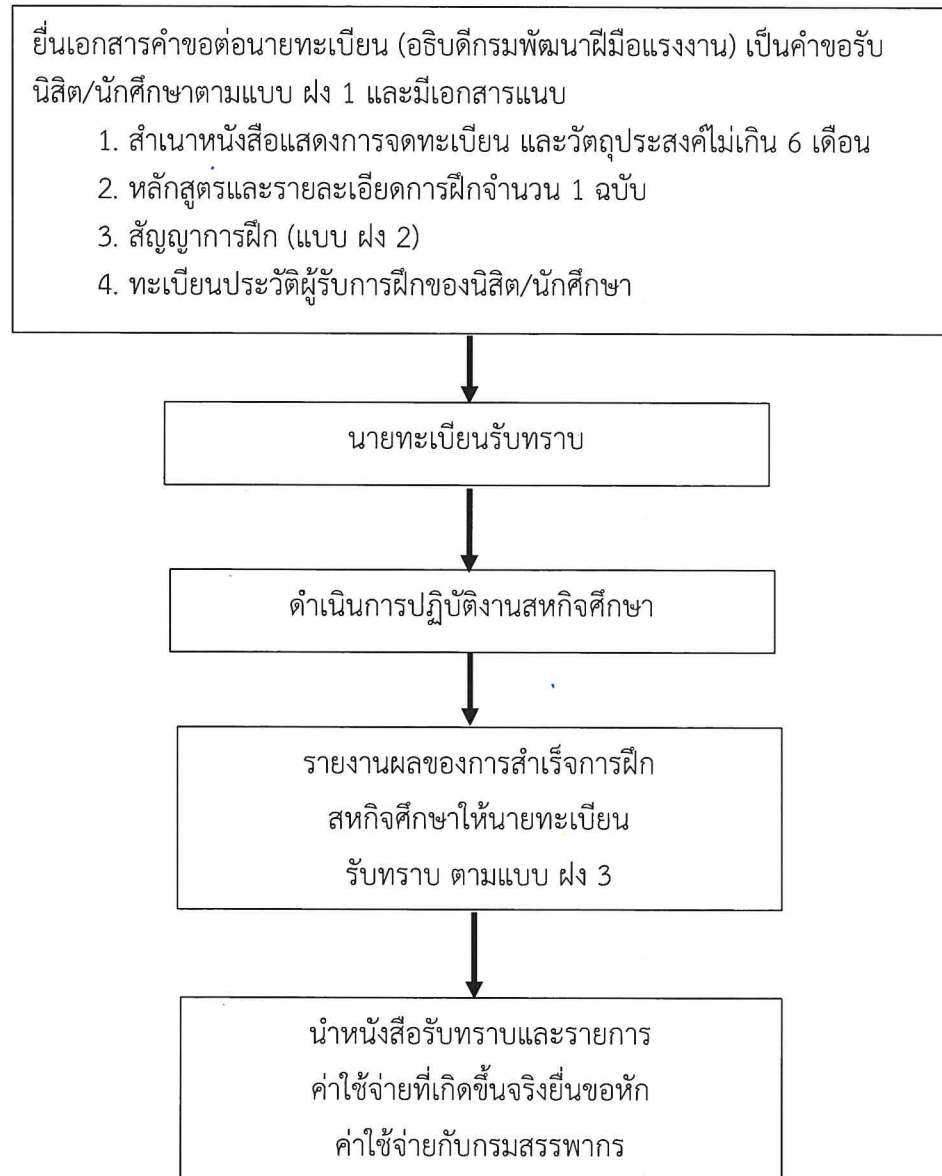 ยื่นเอกสารคำขอต่อนายทะเบียน (อธิบดีกรมพัฒนาฝีมือแรงงาน) เป็นคำขอรับ
นิสิต/นักศึกษาตามแบบ ฝง 1 และมีเอกสารแนบ
1. สำเนาหนังสือแสดงการจดทะเบียน และวัตถุประสงค์ไม่เกิน 6 เดือน
2. หลักสูตรและรายละเอียดการฝึกจำนวน 1 ฉบับ
3. สัญญาการฝึก (แบบ ฝง 2)
4. ทะเบียนประวัติผู้รับการฝึกของนิสิต/นักศึกษา
นายทะเบียนรับทราบ
ดำเนินการปฏิบัติงานสหกิจศึกษา
รายงานผลของการสำเร็จการฝึก
สหกิจศึกษาให้นายทะเบียน
รับทราบ ตามแบบ ฝง 3
นำหนังสือรับทราบและรายการ
ค่าใช้จ่ายที่เกิดขึ้นจริงยื่นขอหัก
ค่าใช้จ่ายกับกรมสรรพากร